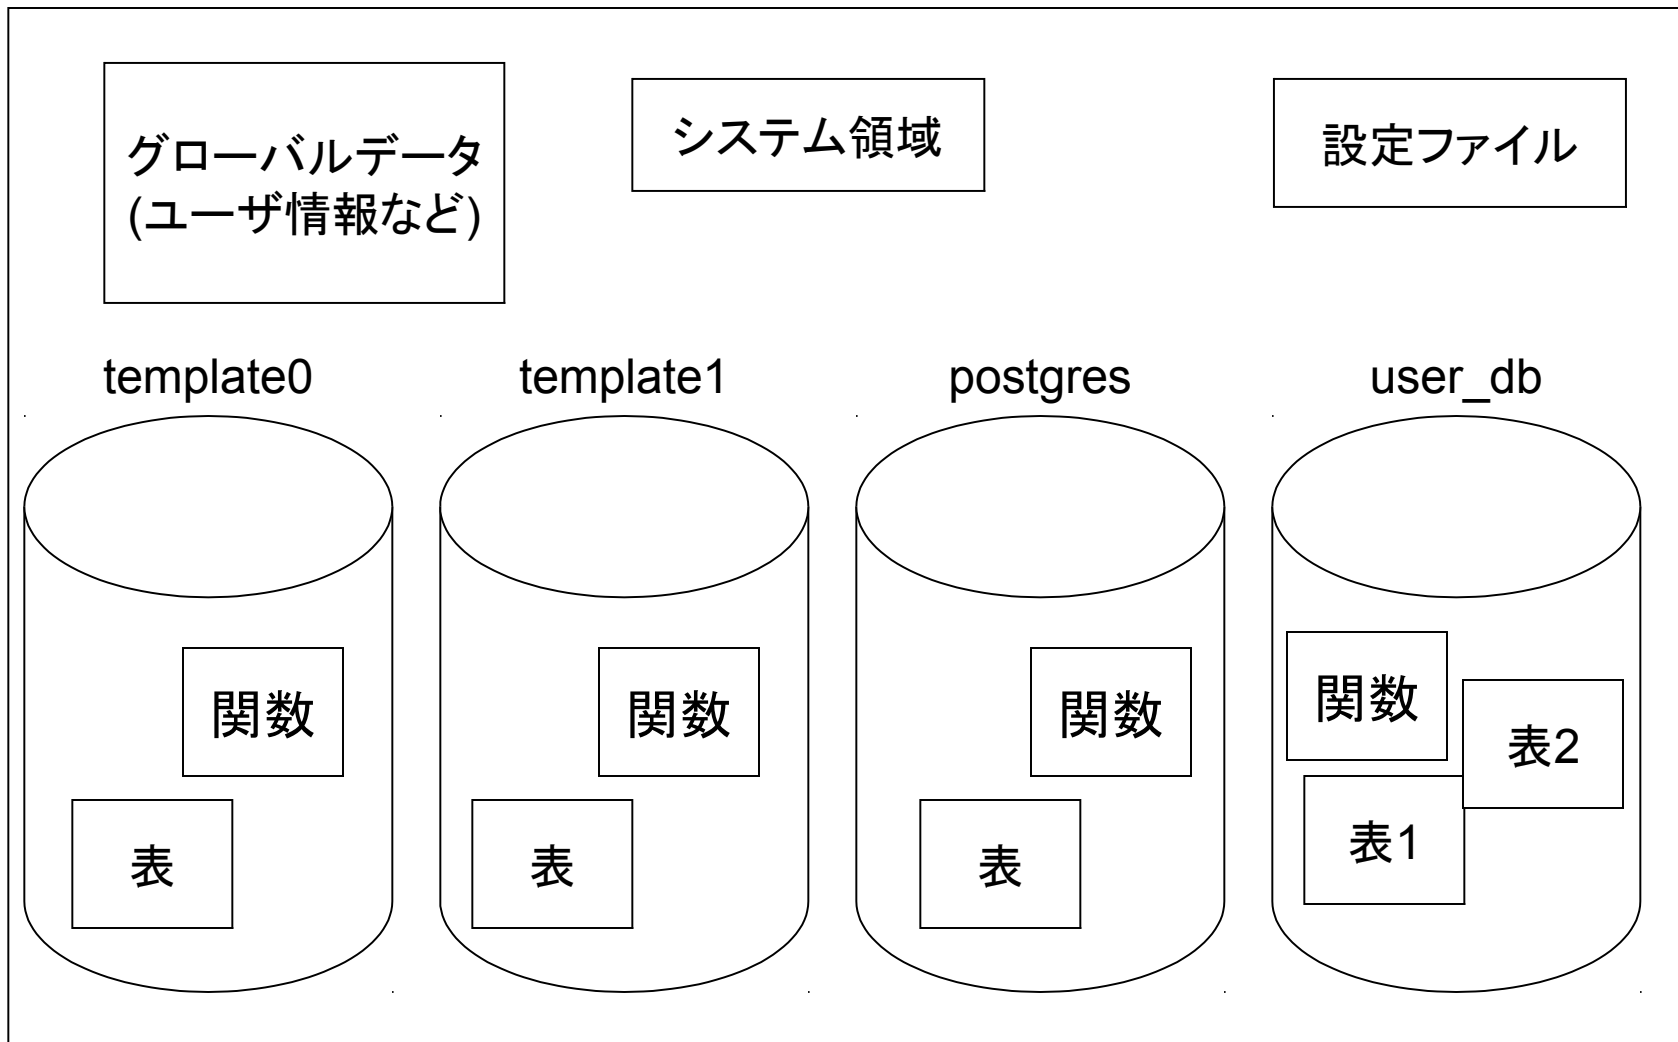 グローバルデータ
(ユーザ情報など)
システム領域
設定ファイル
template0
template1
postgres
user_db
関数
表
関数
表
関数
表
関数
表2
表1